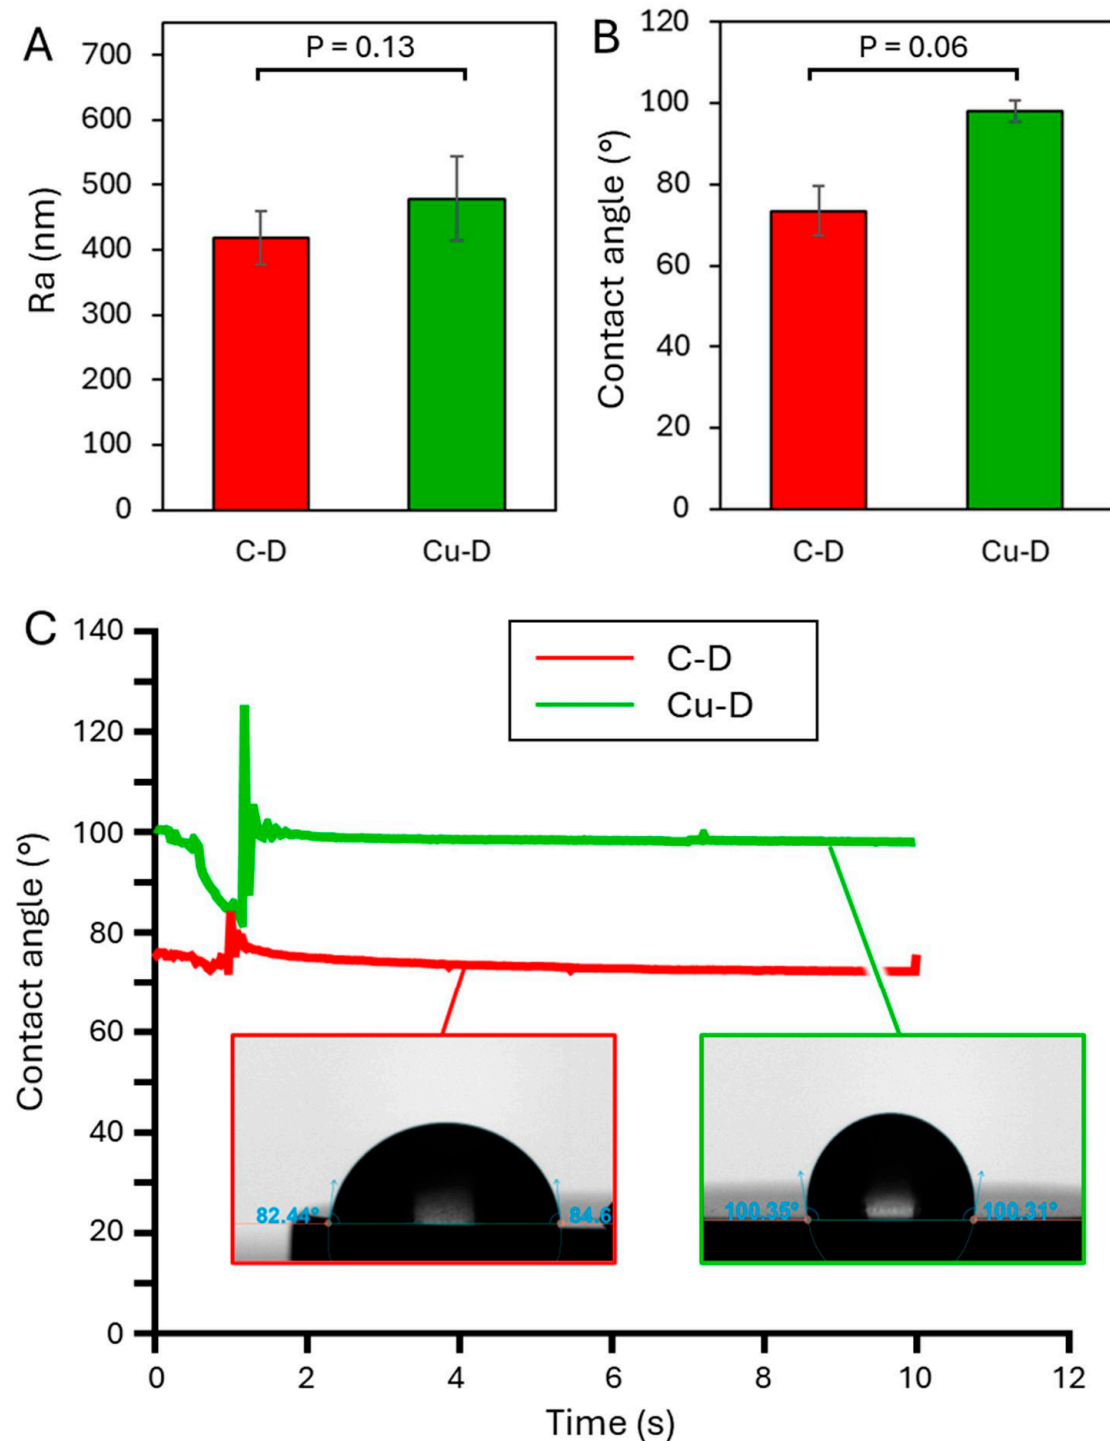 A
P = 0.13
Ra (nm)
700
600
500
400
300
200
100
0
C-D
Cu-D
B
P = 0.06
Contact angle (°)
120
100
80
60
40
20
0
C-D
Cu-D
C
C-D
Cu-D
Contact angle (°)
140
120
100
80
60
40
20
0
82.44°
84.6
100.35°
100.31°
0
2
4
6
8
10
12
Time (s)